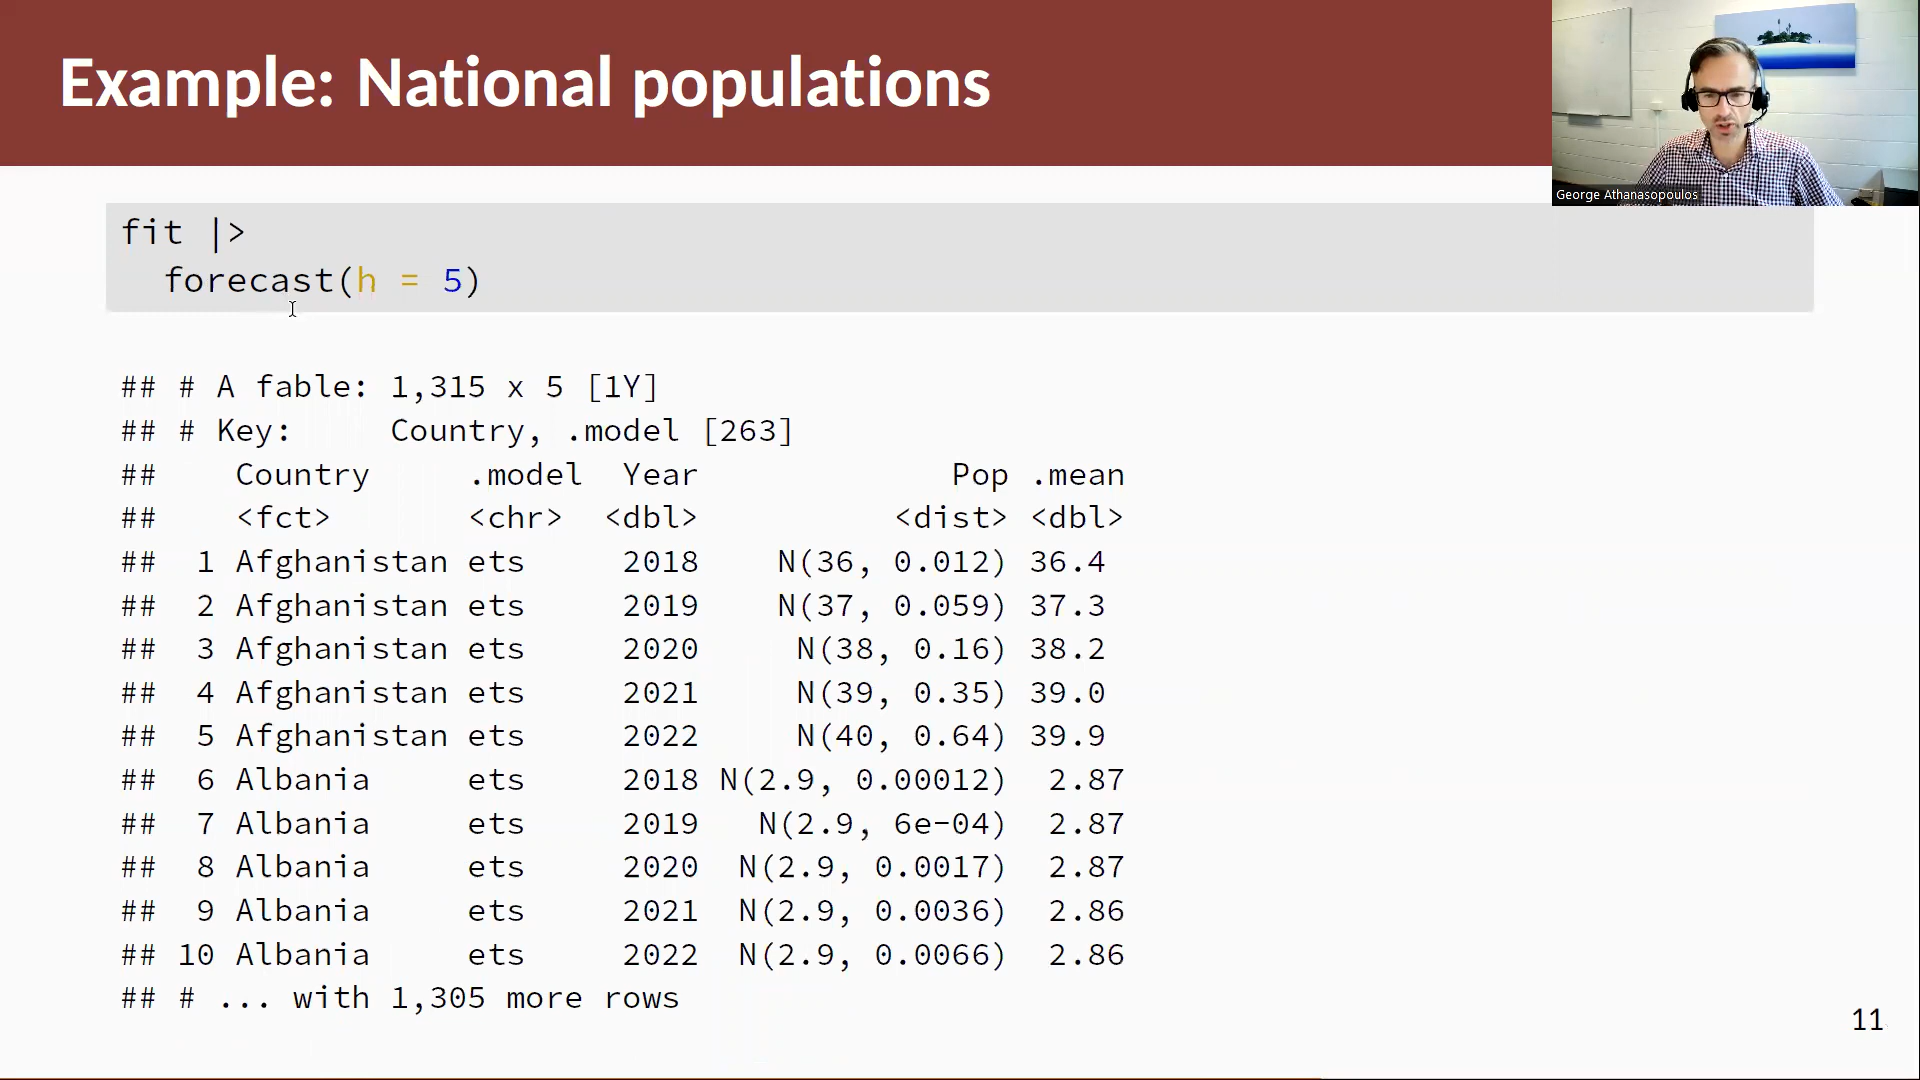 Example: National populations
George Athanasopoulos
fit |>
  forecast(h = 5)
## # A fable: 1,315 x 5 [1Y]
## # Key:     Country, .model [263]
##    Country     .model  Year             Pop .mean
##    <fct>       <chr>  <dbl>          <dist> <dbl>
##  1 Afghanistan ets     2018    N(36, 0.012) 36.4
##  2 Afghanistan ets     2019    N(37, 0.059) 37.3
##  3 Afghanistan ets     2020     N(38, 0.16) 38.2
##  4 Afghanistan ets     2021     N(39, 0.35) 39.0
##  5 Afghanistan ets     2022     N(40, 0.64) 39.9
##  6 Albania     ets     2018 N(2.9, 0.00012)  2.87
##  7 Albania     ets     2019   N(2.9, 6e-04)  2.87
##  8 Albania     ets     2020  N(2.9, 0.0017)  2.87
##  9 Albania     ets     2021  N(2.9, 0.0036)  2.86
## 10 Albania     ets     2022  N(2.9, 0.0066)  2.86
## # ... with 1,305 more rows
11